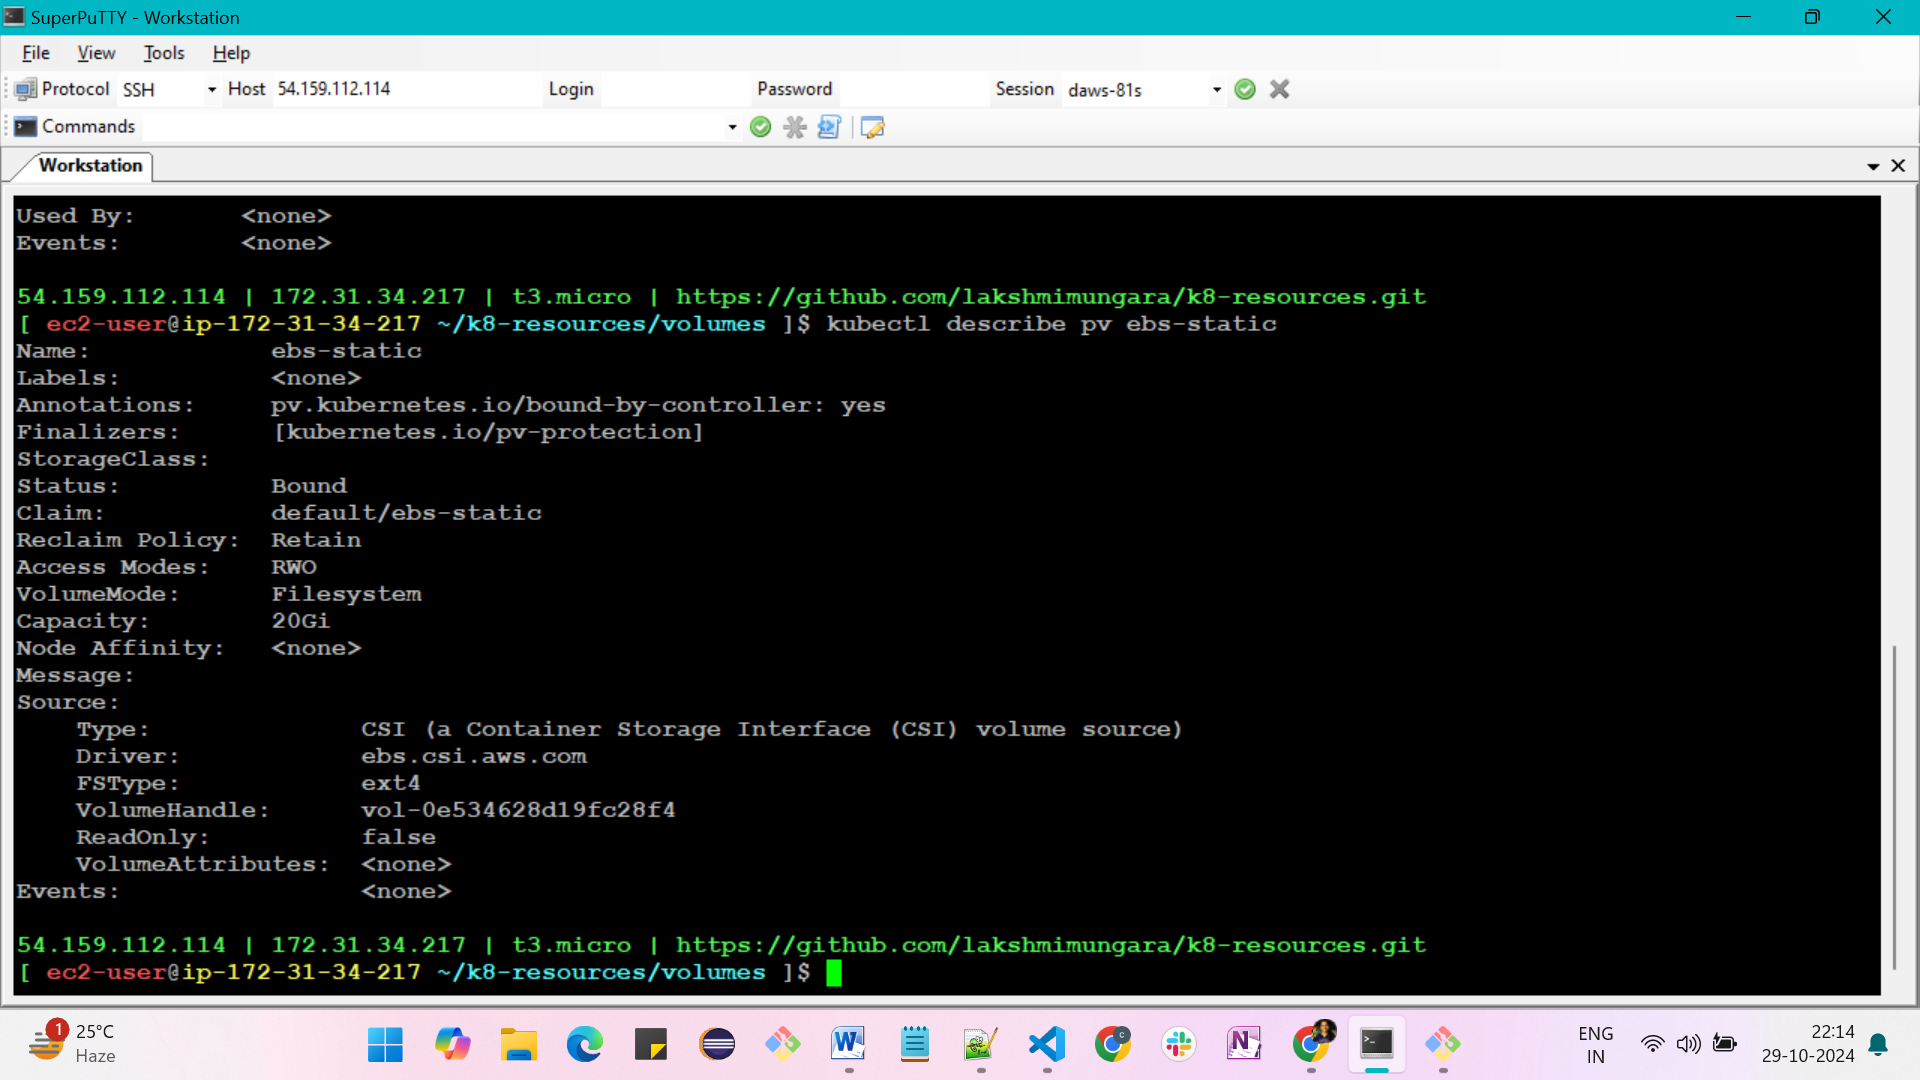 SuperPuTTY - Workstation
File View Tools Help
Protocol SSH Host 54.159.112.114 Login Password Session daws-81s
Commands
Workstation
Used By: <none>
Events: <none>
54.159.112.114 | 172.31.34.217 | t3.micro | https://github.com/lakshmimungara/k8-resources.git
[ ec2-user@ip-172-31-34-217 ~/k8-resources/volumes ]$ kubectl describe pv ebs-static
Name: ebs-static
Labels: <none>
Annotations: pv.kubernetes.io/bound-by-controller: yes
Finalizers: [kubernetes.io/pv-protection]
StorageClass:
Status: Bound
Claim: default/ebs-static
Reclaim Policy: Retain
Access Modes: RWO
VolumeMode: Filesystem
Capacity: 20Gi
Node Affinity: <none>
Message:
Source:
Type: CSI (a Container Storage Interface (CSI) volume source)
Driver: ebs.csi.aws.com
FSType: ext4
VolumeHandle: vol-0e534628d19fc28f4
ReadOnly: false
VolumeAttributes: <none>
Events: <none>
54.159.112.114 | 172.31.34.217 | t3.micro | https://github.com/lakshmimungara/k8-resources.git
[ ec2-user@ip-172-31-34-217 ~/k8-resources/volumes ]$
1 25°C
Haze
ENG
IN
22:14
29-10-2024